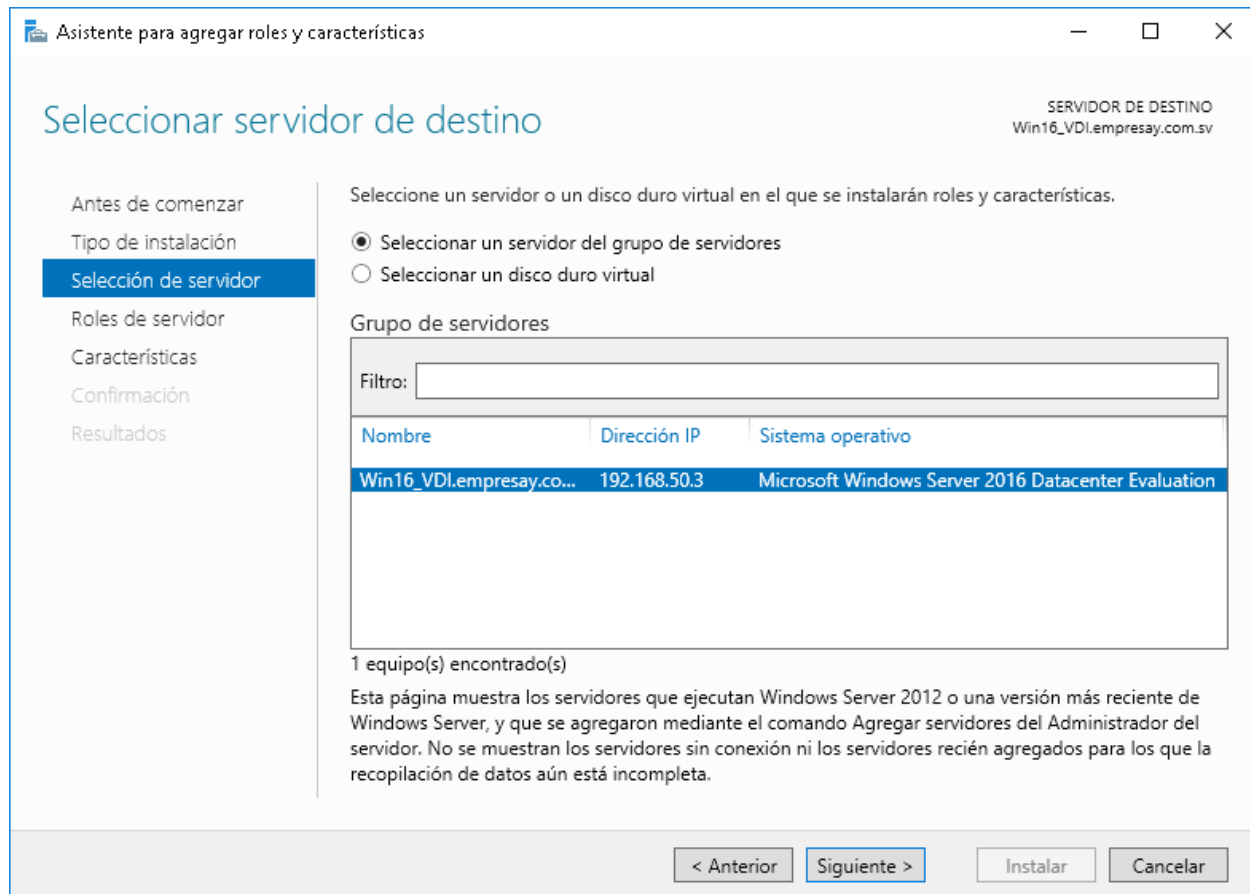 Asistente para agregar roles y características
Seleccionar servidor de destino
SERVIDOR DE DESTINO
Win16_VDI.empresay.com.sv
Antes de comenzar
Tipo de instalación
Selección de servidor
Roles de servidor
Características
Confirmación
Resultados
Seleccione un servidor o un disco duro virtual en el que se instalarán roles y características.
Seleccionar un servidor del grupo de servidores
Seleccionar un disco duro virtual
Grupo de servidores
Filtro:
Nombre Dirección IP Sistema operativo
Win16_VDI.empresay.co... 192.168.50.3 Microsoft Windows Server 2016 Datacenter Evaluation
1 equipo(s) encontrado(s)
Esta página muestra los servidores que ejecutan Windows Server 2012 o una versión más reciente de
Windows Server, y que se agregaron mediante el comando Agregar servidores del Administrador del
servidor. No se muestran los servidores sin conexión ni los servidores recién agregados para los que la
recopilación de datos aún está incompleta.
< Anterior Siguiente > Instalar Cancelar